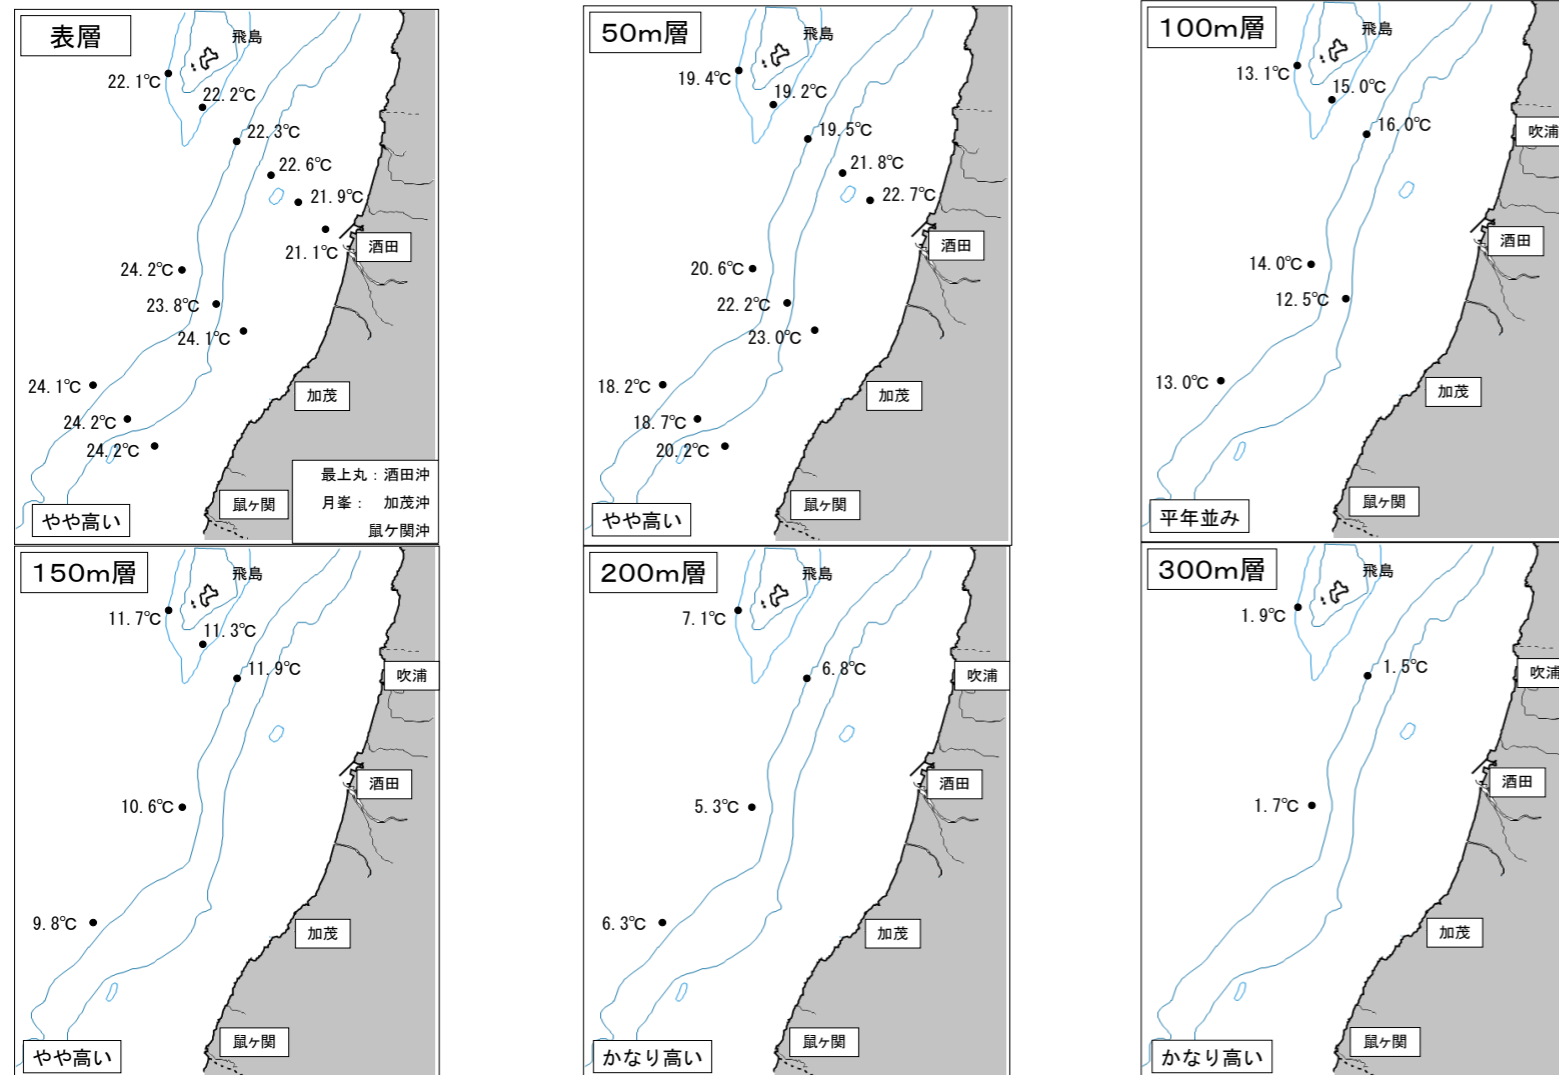 表層
飛島
22.1℃
22.2℃
22.3℃
22.6℃
21.9℃
21.1℃
酒田
24.2℃
23.8℃
24.1℃
24.1℃
加茂
24.2℃
24.2℃
最上丸：酒田沖
月峯： 加茂沖
鼠ケ関沖
鼠ヶ関
やや高い
50m層
飛島
19.4℃
19.2℃
19.5℃
21.8℃
22.7℃
酒田
20.6℃
22.2℃
23.0℃
18.2℃
加茂
18.7℃
20.2℃
鼠ヶ関
やや高い
100m層
飛島
13.1℃
15.0℃
16.0℃
吹浦
酒田
14.0℃
12.5℃
13.0℃
加茂
鼠ヶ関
平年並み
150m層
飛島
11.7℃
11.3℃
11.9℃
吹浦
酒田
10.6℃
9.8℃
加茂
鼠ヶ関
やや高い
200m層
飛島
7.1℃
6.8℃
吹浦
酒田
5.3℃
6.3℃
加茂
鼠ヶ関
かなり高い
300m層
飛島
1.9℃
1.5℃
吹浦
酒田
1.7℃
加茂
鼠ヶ関
かなり高い